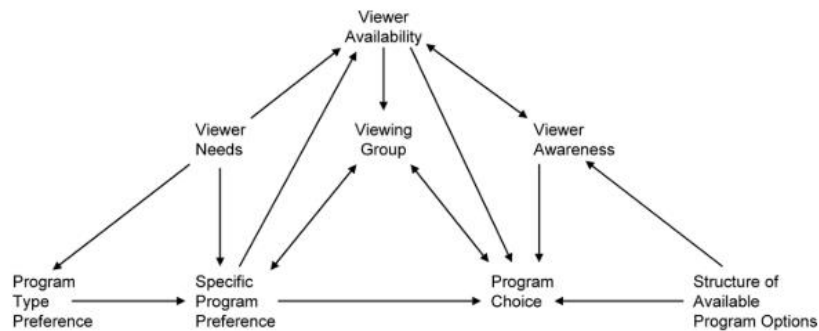 Viewer
Availability
Viewer
Needs
Viewing
Group
Viewer
Awareness
Program
Type
Preference
Specific
Program
Preference
Program
Choice
Structure of
Available
Program Options